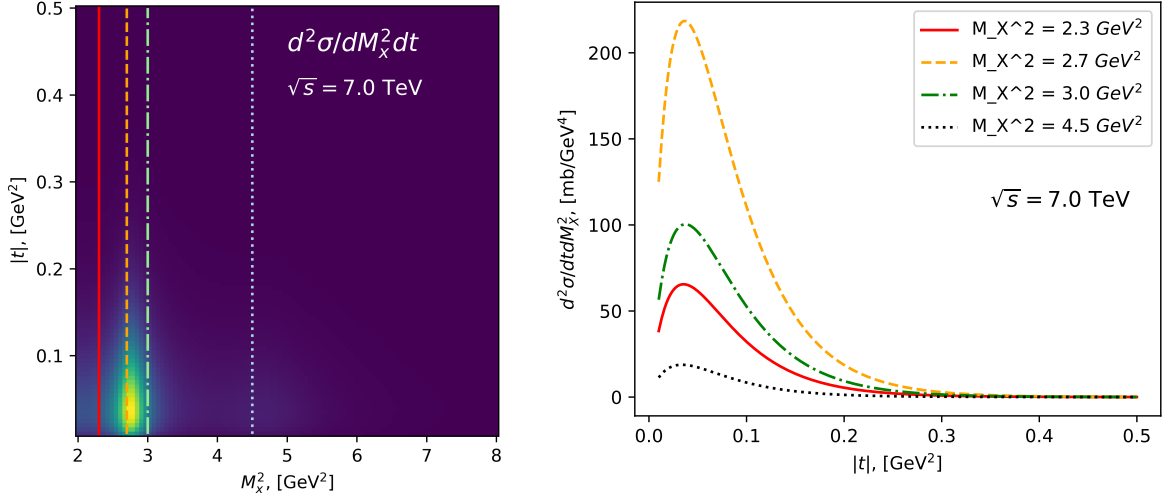 0.5
0.4
0.3
0.2
0.1
|t|, [GeV²]
d²σ/dM_x²dt
√s = 7.0 TeV
2 3 4 5 6 7 8
M_x², [GeV²]
200
150
100
50
0
d²σ/dtdM_X², [mb/GeV⁴]
M_X^2 = 2.3 GeV²
M_X^2 = 2.7 GeV²
M_X^2 = 3.0 GeV²
M_X^2 = 4.5 GeV²
√s = 7.0 TeV
0.0 0.1 0.2 0.3 0.4 0.5
|t|, [GeV²]